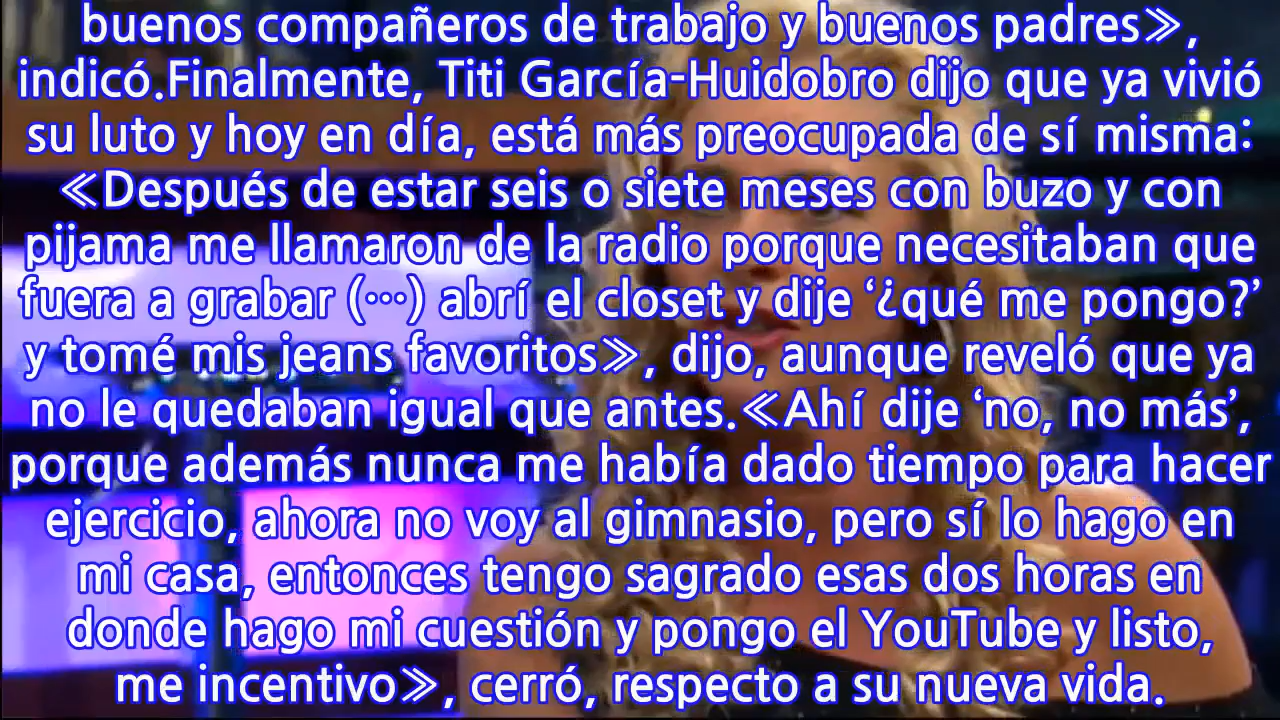 buenos compañeros de trabajo y buenos padres≫,
indicó.Finalmente, Titi García-Huidobro dijo que ya vivió
su luto y hoy en día, está más preocupada de sí misma:
≪Después de estar seis o siete meses con buzo y con
pijama me llamaron de la radio porque necesitaban que
fuera a grabar (…) abrí el closet y dije ‘¿qué me pongo?’
y tomé mis jeans favoritos≫, dijo, aunque reveló que ya
no le quedaban igual que antes.≪Ahí dije ‘no, no más’,
porque además nunca me había dado tiempo para hacer
ejercicio, ahora no voy al gimnasio, pero sí lo hago en
mi casa, entonces tengo sagrado esas dos horas en
donde hago mi cuestión y pongo el YouTube y listo,
me incentivo≫, cerró, respecto a su nueva vida.